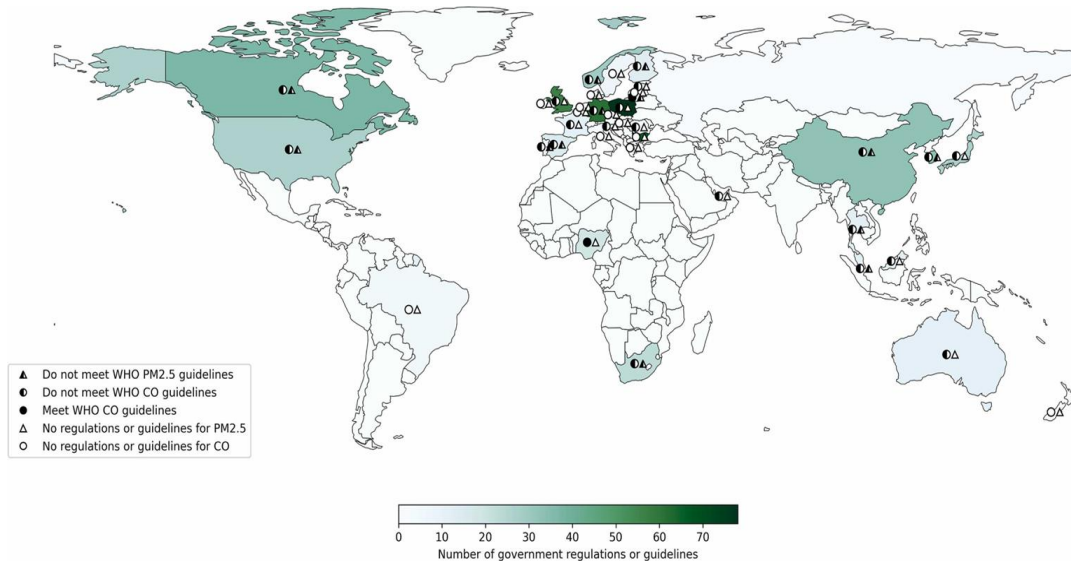 Do not meet WHO PM2.5 guidelines
Do not meet WHO CO guidelines
Meet WHO CO guidelines
No regulations or guidelines for PM2.5
No regulations or guidelines for CO
0 10 20 30 40 50 60 70
Number of government regulations or guidelines